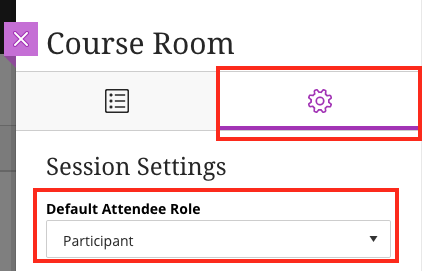 Course Room
Session Settings
Default Attendee Role
Participant